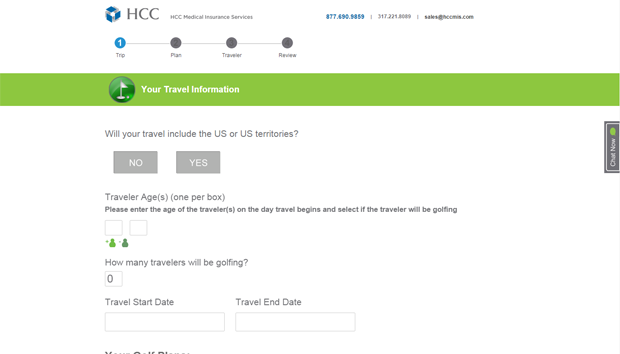 HCC HCC Medical Insurance Services 877.690.9859 | 317.221.8089 | sales@hccmis.com
1
Trip Plan Traveler Review
Your Travel Information
Will your travel include the US or US territories?
Chat Now
NO YES
Traveler Age(s) (one per box)
Please enter the age of the traveler(s) on the day travel begins and select if the traveler will be golfing
How many travelers will be golfing?
0
Travel Start Date Travel End Date